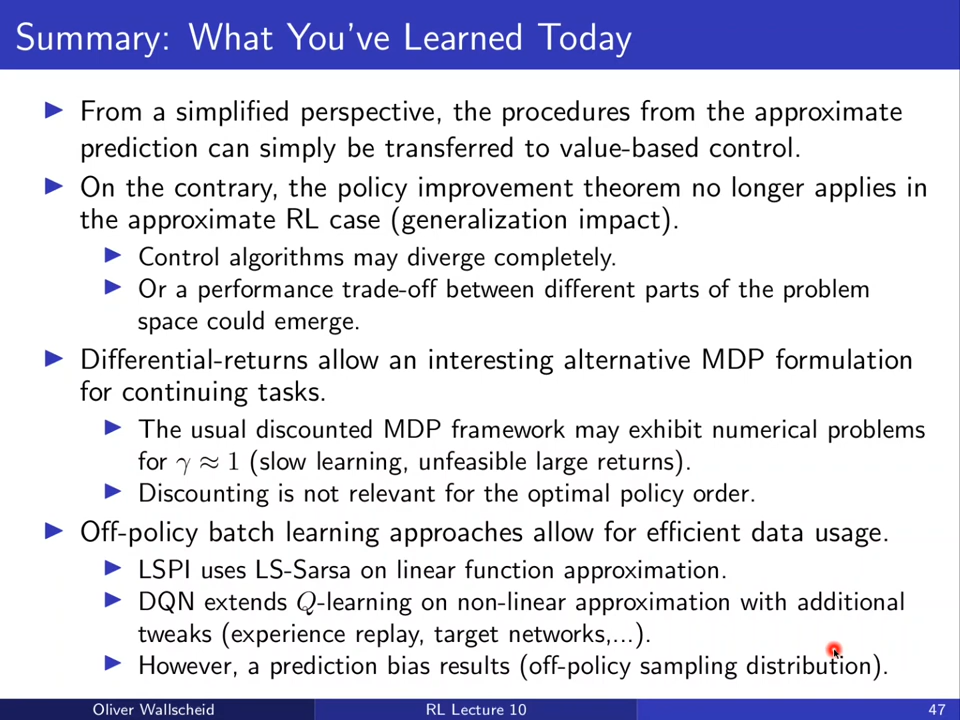 Summary: What You've Learned Today
From a simplified perspective, the procedures from the approximate
prediction can simply be transferred to value-based control.
On the contrary, the policy improvement theorem no longer applies in
the approximate RL case (generalization impact).
Control algorithms may diverge completely.
Or a performance trade-off between different parts of the problem
space could emerge.
Differential-returns allow an interesting alternative MDP formulation
for continuing tasks.
The usual discounted MDP framework may exhibit numerical problems
for γ ≈ 1 (slow learning, unfeasible large returns).
Discounting is not relevant for the optimal policy order.
Off-policy batch learning approaches allow for efficient data usage.
LSPI uses LS-Sarsa on linear function approximation.
DQN extends Q-learning on non-linear approximation with additional
tweaks (experience replay, target networks,...).
However, a prediction bias results (off-policy sampling distribution).
Oliver Wallscheid RL Lecture 10 47